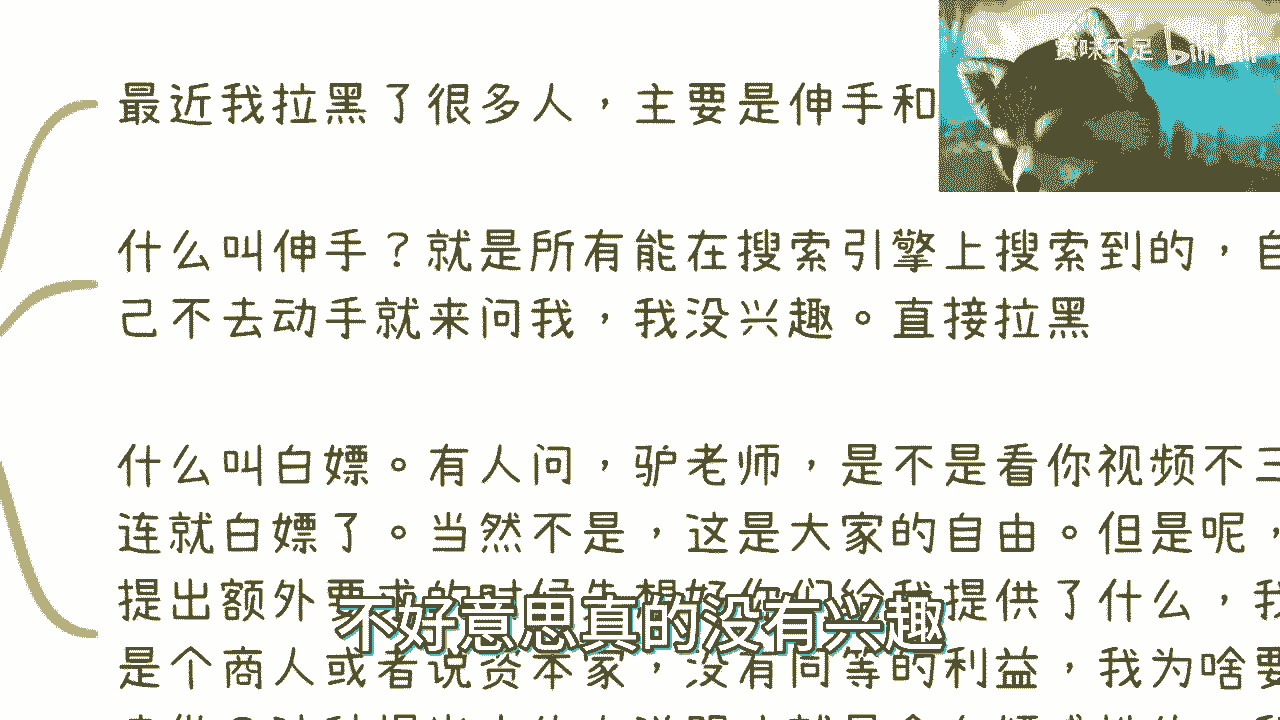 最近我拉黑了很多人，主要是伸手和
赏味不足 bilibili
什么叫伸手？就是所有能在搜索引擎上搜索到的，自
己不去动手就来问我，我没兴趣。直接拉黑
什么叫白嫖。有人问，驴老师，是不是看你视频不三
连就白嫖了。当然不是，这是大家的自由。但是呢，
提出额外要求的时候先想好你们给我提供了什么，我
不好意思真的没有兴趣
是个商人或者说资本家，没有同等的利益，我为啥要